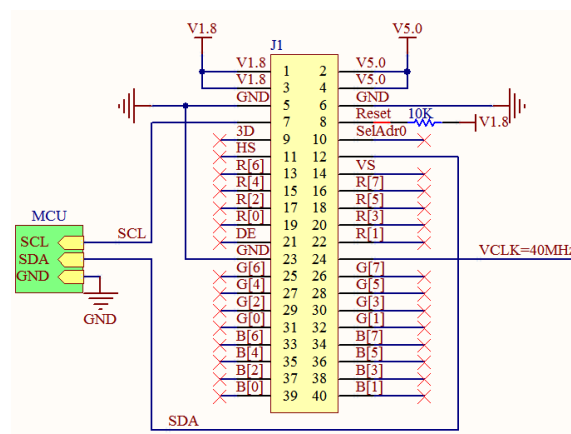 V1.8 V5.0
J1
V1.8 1 2 V5.0
V1.8 3 4 V5.0
GND 5 6 GND
7 8 Reset 10K V1.8
3D 9 10 SelAdr0
HS 11 12
R[6] 13 14 VS
R[4] 15 16 R[7]
R[2] 17 18 R[5]
R[0] 19 20 R[3]
DE 21 22 R[1]
GND 23 24 VCLK=40MHz
G[6] 25 26 G[7]
G[4] 27 28 G[5]
G[2] 29 30 G[3]
G[0] 31 32 G[1]
B[6] 33 34 B[7]
B[4] 35 36 B[5]
B[2] 37 38 B[3]
B[0] 39 40 B[1]
MCU
SCL SCL
SDA
GND
GND
SDA